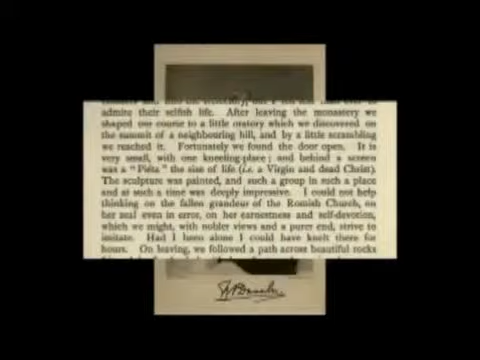 admire their selfish life. After leaving the monastery we
shaped our course to a little oratory which we discovered on
the summit of a neighbouring hill, and by a little scrambling
we reached it. Fortunately we found the door open. It is
very small, with one kneeling-place; and behind a screen
was a "Pietà" the size of life (i.e. a Virgin and dead Christ).
The sculpture was painted, and such a group in such a place
and at such a time was deeply impressive. I could not help
thinking on the fallen grandeur of the Romish Church, on
her zeal even in error, on her earnestness and self-devotion,
which we might, with nobler views and a purer end, strive to
imitate. Had I been alone I could have knelt there for
hours. On leaving, we followed a path across beautiful rocks